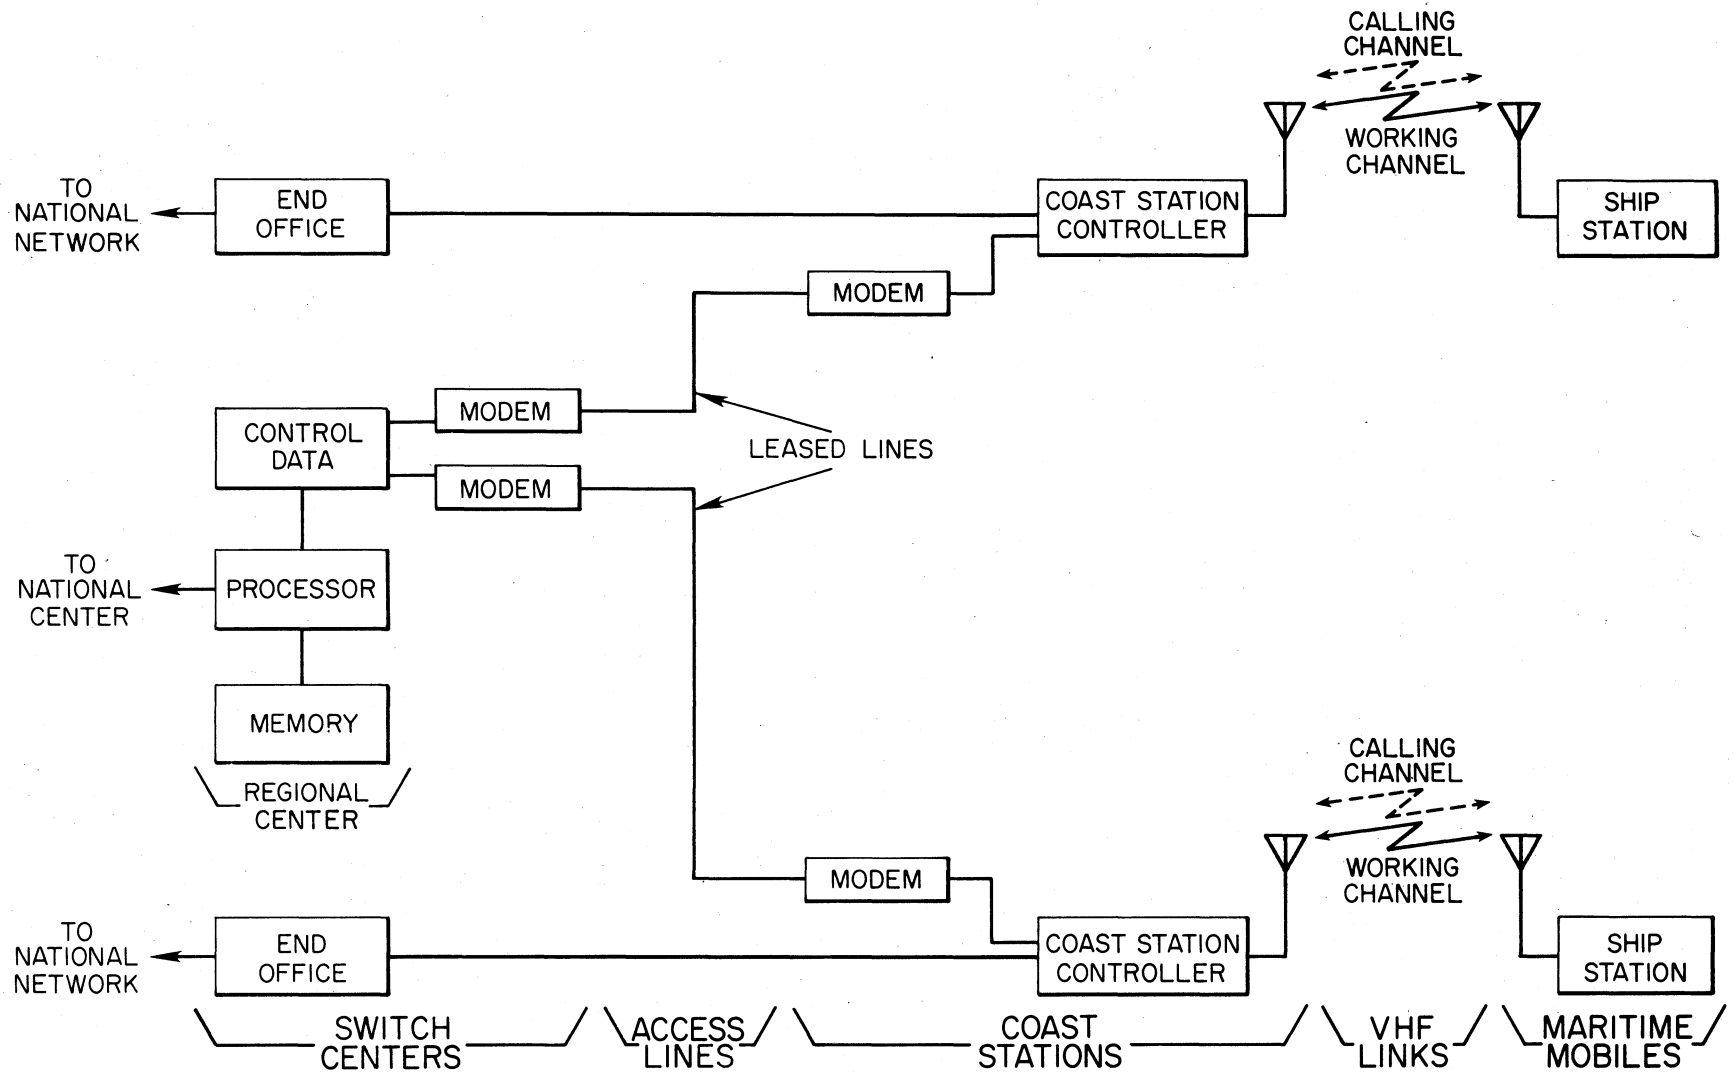 CALLING
CHANNEL
WORKING
CHANNEL
TO
NATIONAL
NETWORK
END
OFFICE
COAST STATION
CONTROLLER
SHIP
STATION
MODEM
MODEM
CONTROL
DATA
LEASED LINES
MODEM
TO
NATIONAL
CENTER
PROCESSOR
MEMORY
REGIONAL
CENTER
CALLING
CHANNEL
WORKING
CHANNEL
MODEM
TO
NATIONAL
NETWORK
END
OFFICE
COAST STATION
CONTROLLER
SHIP
STATION
SWITCH
CENTERS
ACCESS
LINES
COAST
STATIONS
VHF
LINKS
MARITIME
MOBILES